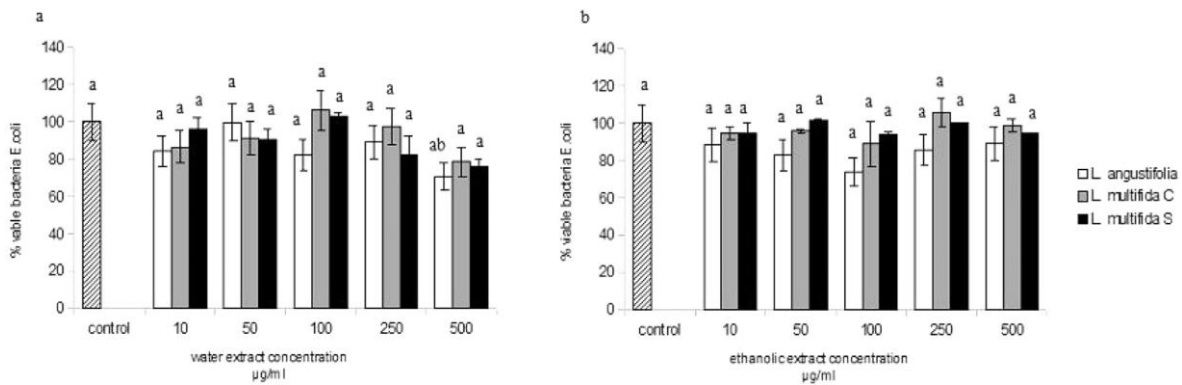 a
140
120
100
80
60
40
20
0
% viable bacteria E.coli
a
a a a
a a a
a a a
a a a
ab a a
control 10 50 100 250 500
water extract concentration
µg/ml
b
140
120
100
80
60
40
20
0
% viable bacteria E.coli
a
a a a
a a a
a a a
a a a
a a a
control 10 50 100 250 500
ethanolic extract concentration
µg/ml
L. angustifolia
L. multifida C
L. multifida S